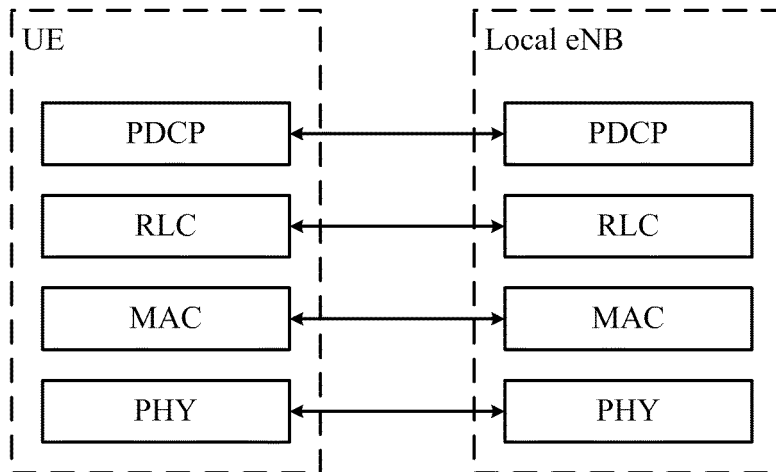 UE
Local eNB
PDCP
PDCP
RLC
RLC
MAC
MAC
PHY
PHY